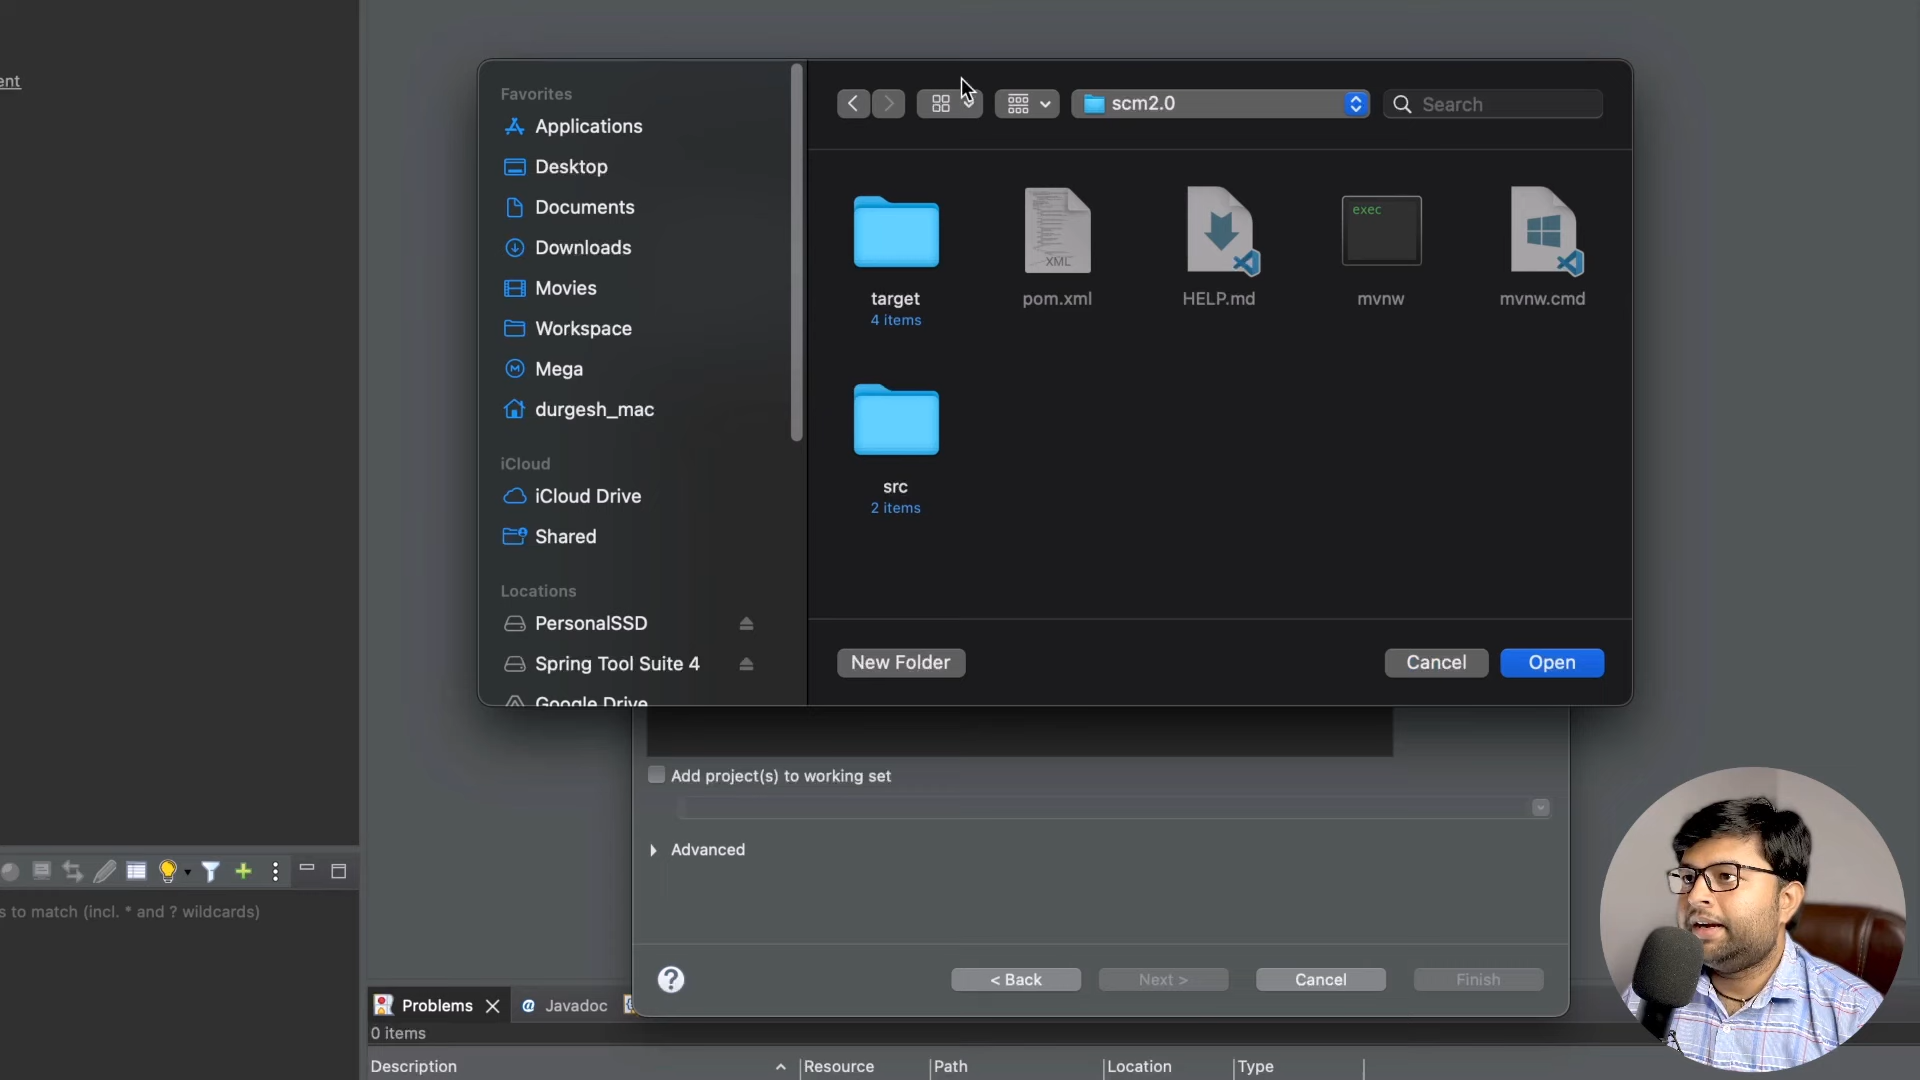 ent
Favorites
Applications
Desktop
Documents
Downloads
Movies
Workspace
Mega
durgesh_mac
iCloud
iCloud Drive
Shared
Locations
PersonalSSD
Spring Tool Suite 4
Google Drive
scm2.0
Search
exec
XML
target
4 items
pom.xml
HELP.md
mvnw
mvnw.cmd
src
2 items
New Folder
Cancel
Open
Add project(s) to working set
Advanced
s to match (incl. * and ? wildcards)
< Back
Next >
Cancel
Finish
Problems
@ Javadoc
0 items
Description
Resource
Path
Location
Type